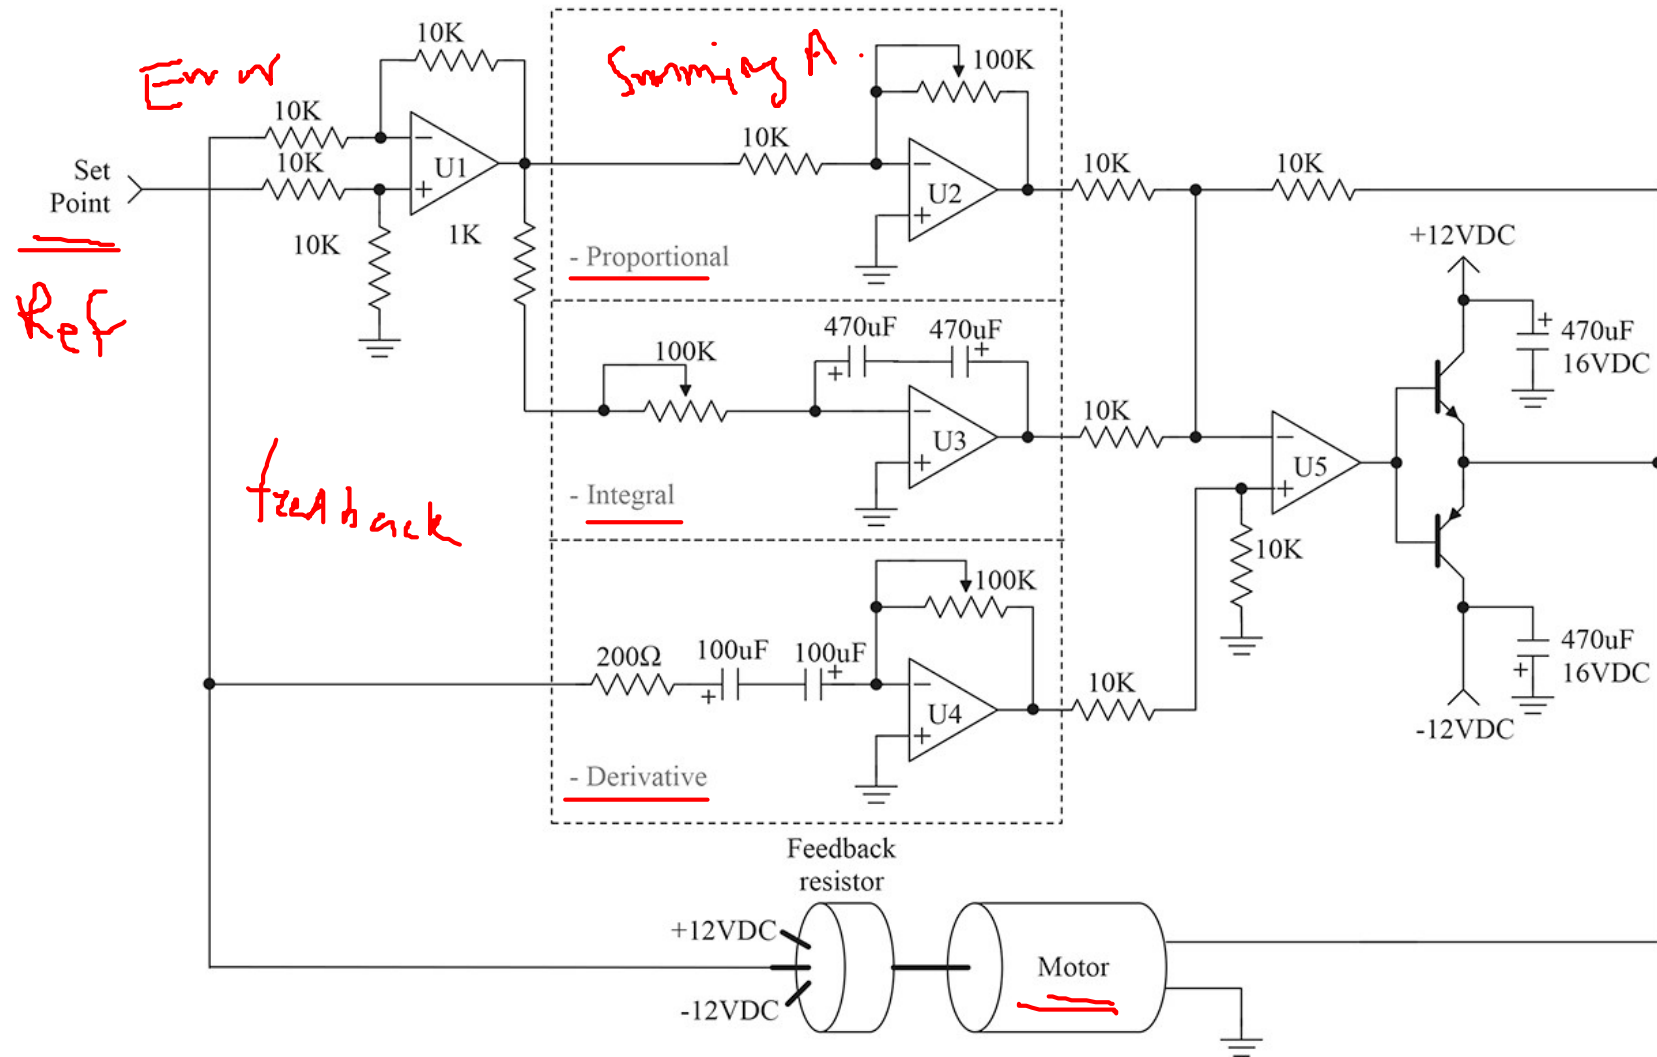 10K
Error
Summing A.
100K
10K
10K
Set
Point
U1
10K
10K
10K
U2
Ref
10K
1K
- Proportional
+12VDC
470uF
16VDC
100K
470uF
470uF
+
+
10K
U3
U5
- Integral
feedback
10K
100K
200Ω
100uF
100uF
+
+
10K
U4
470uF
16VDC
-12VDC
- Derivative
Feedback
resistor
+12VDC
-12VDC
Motor